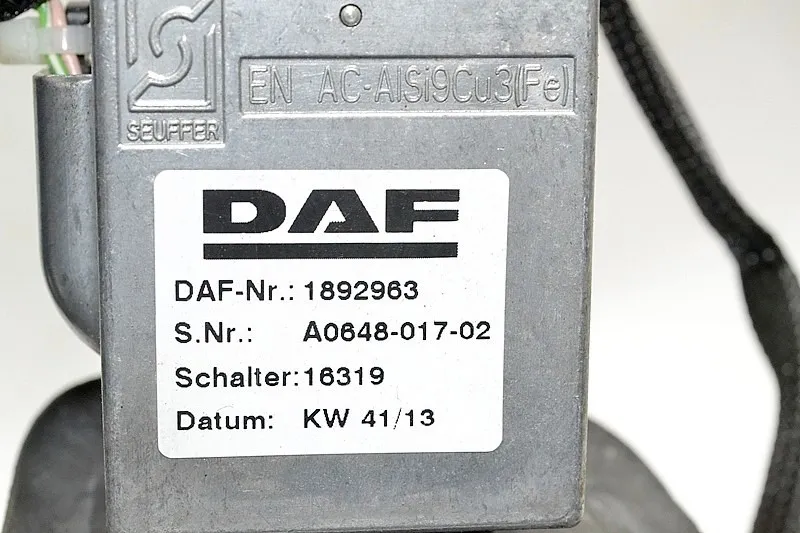 EN AC-AlSi9Cu3(Fe)
SEUFFER
DAF
DAF-Nr.: 1892963
S.Nr.: A0648-017-02
Schalter: 16319
Datum: KW 41/13